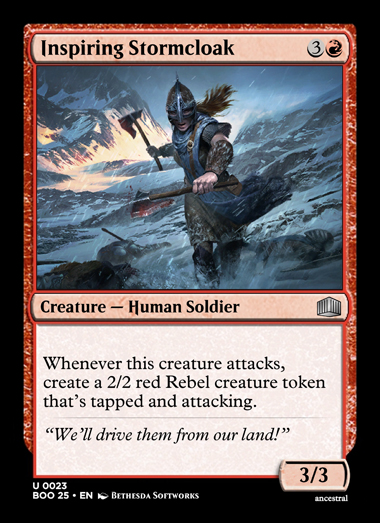 Inspiring Stormcloak 3
Creature — Human Soldier
Whenever this creature attacks,
create a 2/2 red Rebel creature token
that's tapped and attacking.
“We'll drive them from our land!”
3/3
U 0023
BOO 25 • EN Bethesda Softworks
ancestral